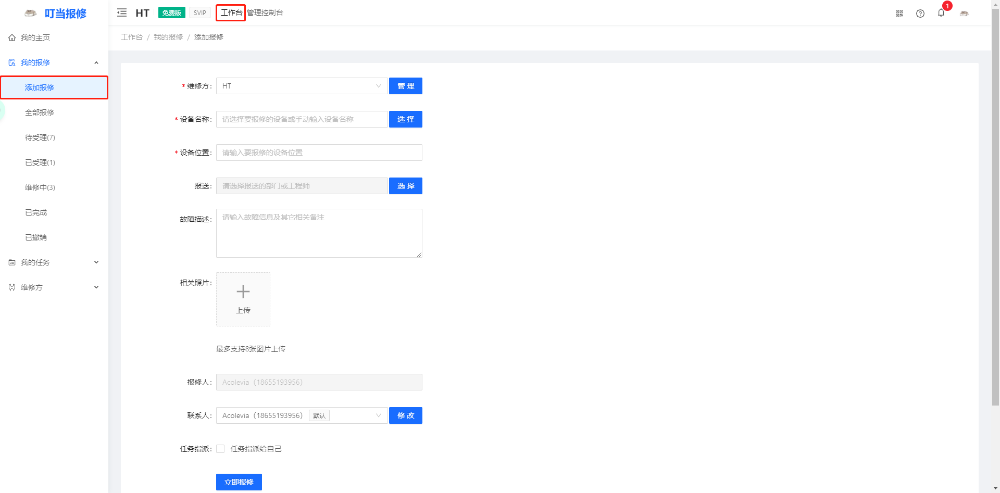 叮当报修
HT 免费版 SVIP 工作台 管理控制台
1
工作台 / 我的报修 / 添加报修
我的主页
我的报修
添加报修
全部报修
待受理(7)
已受理(1)
维修中(3)
已完成
已撤销
我的任务
维修方
* 维修方: HT 管 理
* 设备名称: 请选择要报修的设备或手动输入设备名称 选 择
* 设备位置: 请输入要报修的设备位置
报送: 请选择报送的部门或工程师 选 择
故障描述: 请输入故障信息及其它相关备注
相关照片:
上传
最多支持8张图片上传
报修人: Acolevia（18655193956）
联系人: Acolevia（18655193956） 默认 修 改
任务指派: 任务指派给自己
立即报修